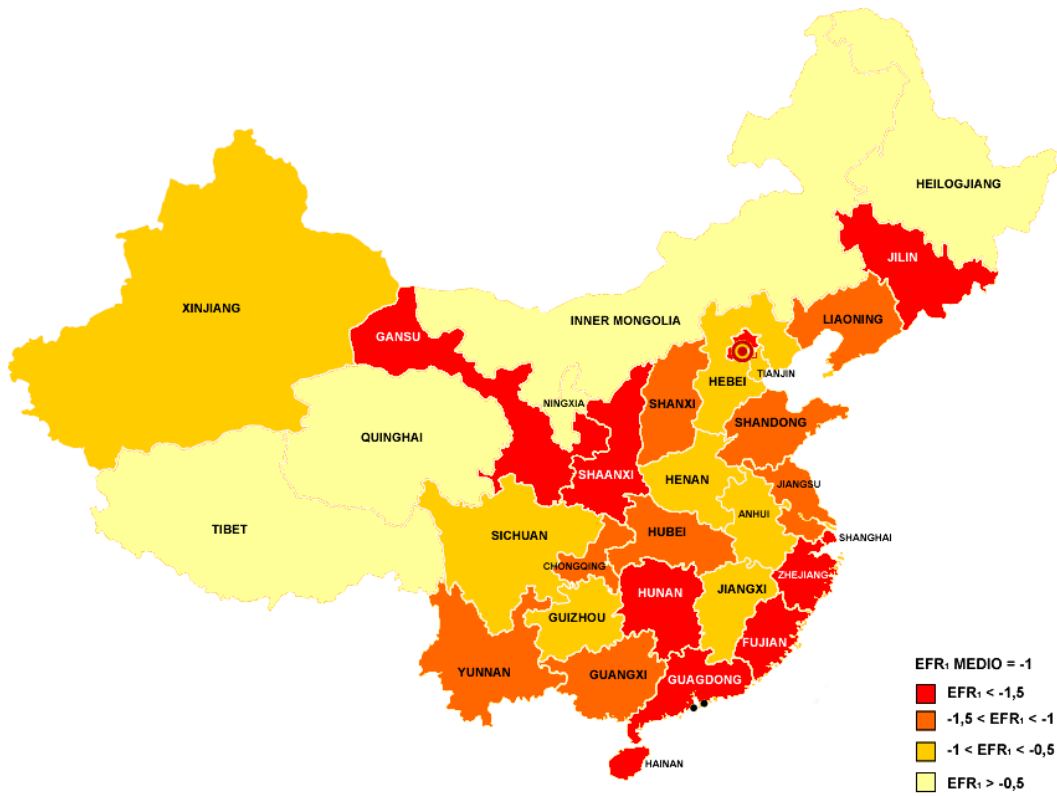 HEILOGJIANG
JILIN
XINJIANG
LIAONING
INNER MONGOLIA
GANSU
TIANJIN
HEBEI
NINGXIA
SHANXI
SHANDONG
QUINGHAI
SHAANXI
HENAN
JIANGSU
ANHUI
TIBET
SICHUAN
HUBEI
SHANGHAI
CHONGQING
ZHEJIANG
HUNAN
JIANGXI
GUIZHOU
FUJIAN
YUNNAN
GUANGXI
GUAGDONG
HAINAN
EFR₁ MEDIO = -1
EFR₁ < -1,5
-1,5 < EFR₁ < -1
-1 < EFR₁ < -0,5
EFR₁ > -0,5